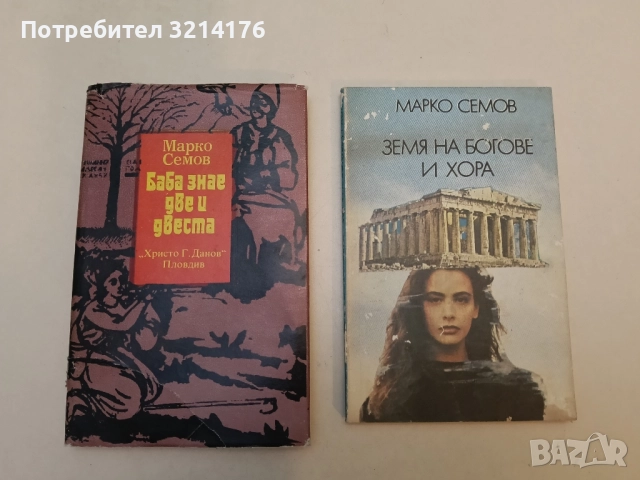 Потребител 3214176
Марко
Семов
Баба знае
две и
двеста
„Христо Г. Данов“
Пловдив
МАРКО СЕМОВ
ЗЕМЯ НА БОГОВЕ
И ХОРА
BAZAR